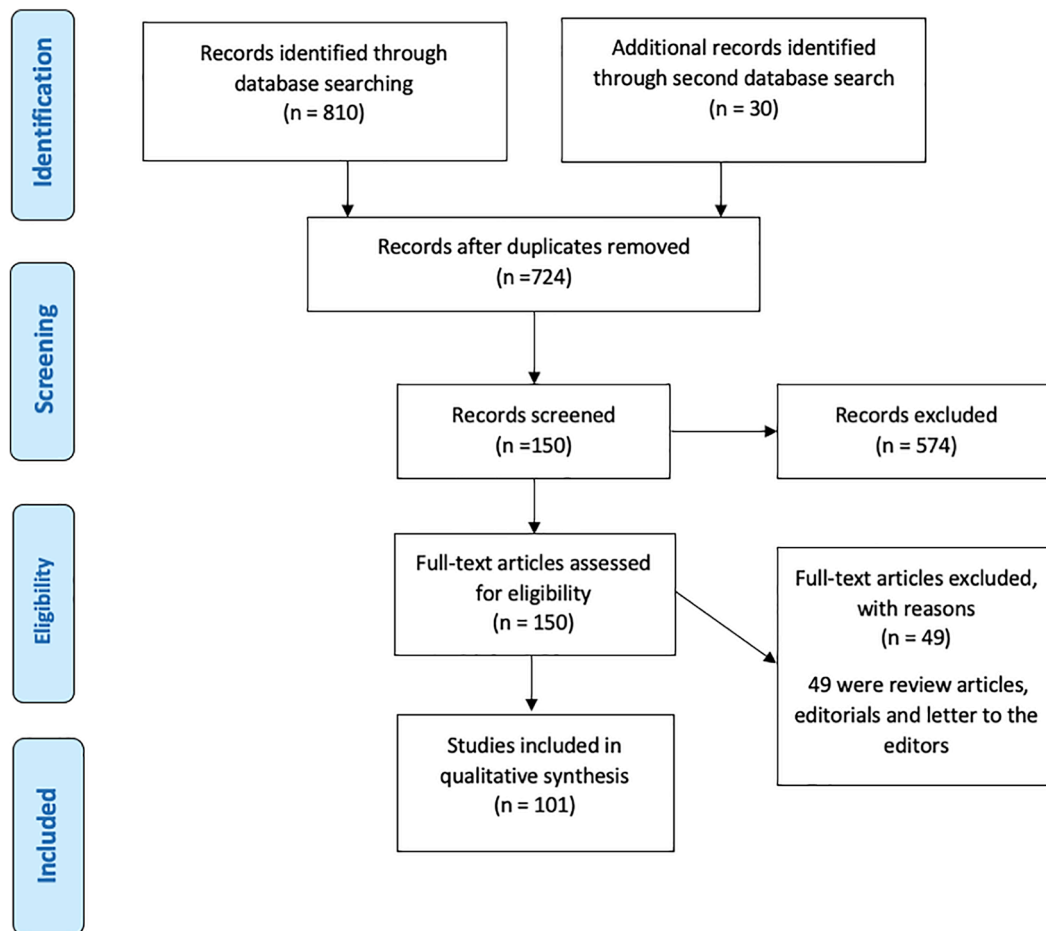 Identification
Records identified through
database searching
(n = 810)
Additional records identified
through second database search
(n = 30)
Records after duplicates removed
(n =724)
Screening
Records screened
(n =150)
Records excluded
(n = 574)
Eligibility
Full-text articles assessed
for eligibility
(n = 150)
Full-text articles excluded,
with reasons
(n = 49)
49 were review articles,
editorials and letter to the
editors
Included
Studies included in
qualitative synthesis
(n = 101)